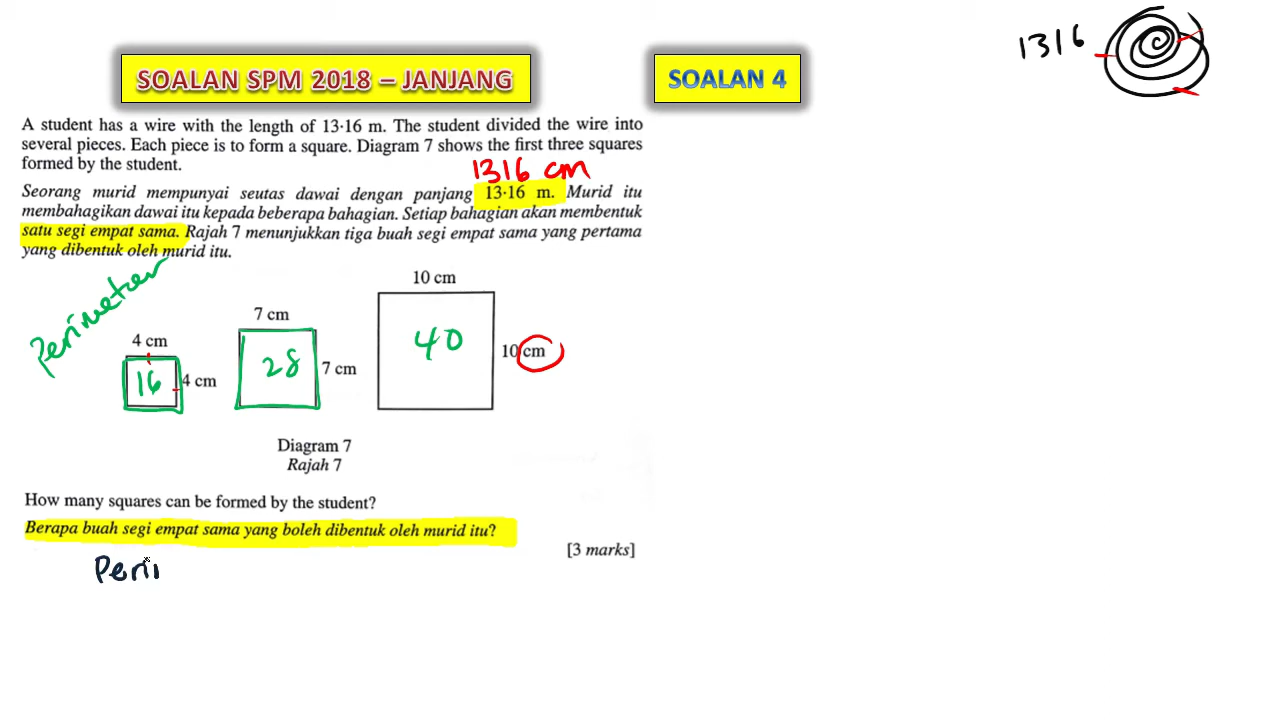 1316
SOALAN SPM 2018 – JANJANG
SOALAN 4
A student has a wire with the length of 13·16 m. The student divided the wire into
several pieces. Each piece is to form a square. Diagram 7 shows the first three squares
formed by the student.
1316 cm
Seorang murid mempunyai seutas dawai dengan panjang 13·16 m. Murid itu
membahagikan dawai itu kepada beberapa bahagian. Setiap bahagian akan membentuk
satu segi empat sama. Rajah 7 menunjukkan tiga buah segi empat sama yang pertama
yang dibentuk oleh murid itu.
Perimeter
10 cm
7 cm
4 cm
40
10 cm
28
7 cm
16
4 cm
Diagram 7
Rajah 7
How many squares can be formed by the student?
Berapa buah segi empat sama yang boleh dibentuk oleh murid itu?
[3 marks]
Peri